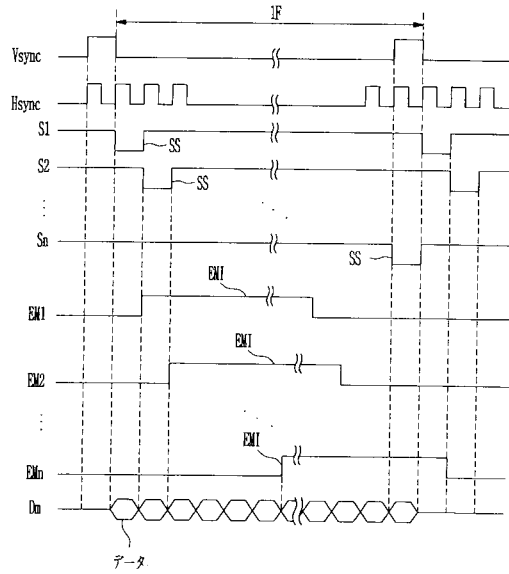 1F
Vsync
Hsync
S1
SS
S2
SS
Sn
SS
EM1
EMI
EM2
EMI
EMI
EMn
Dm
データ